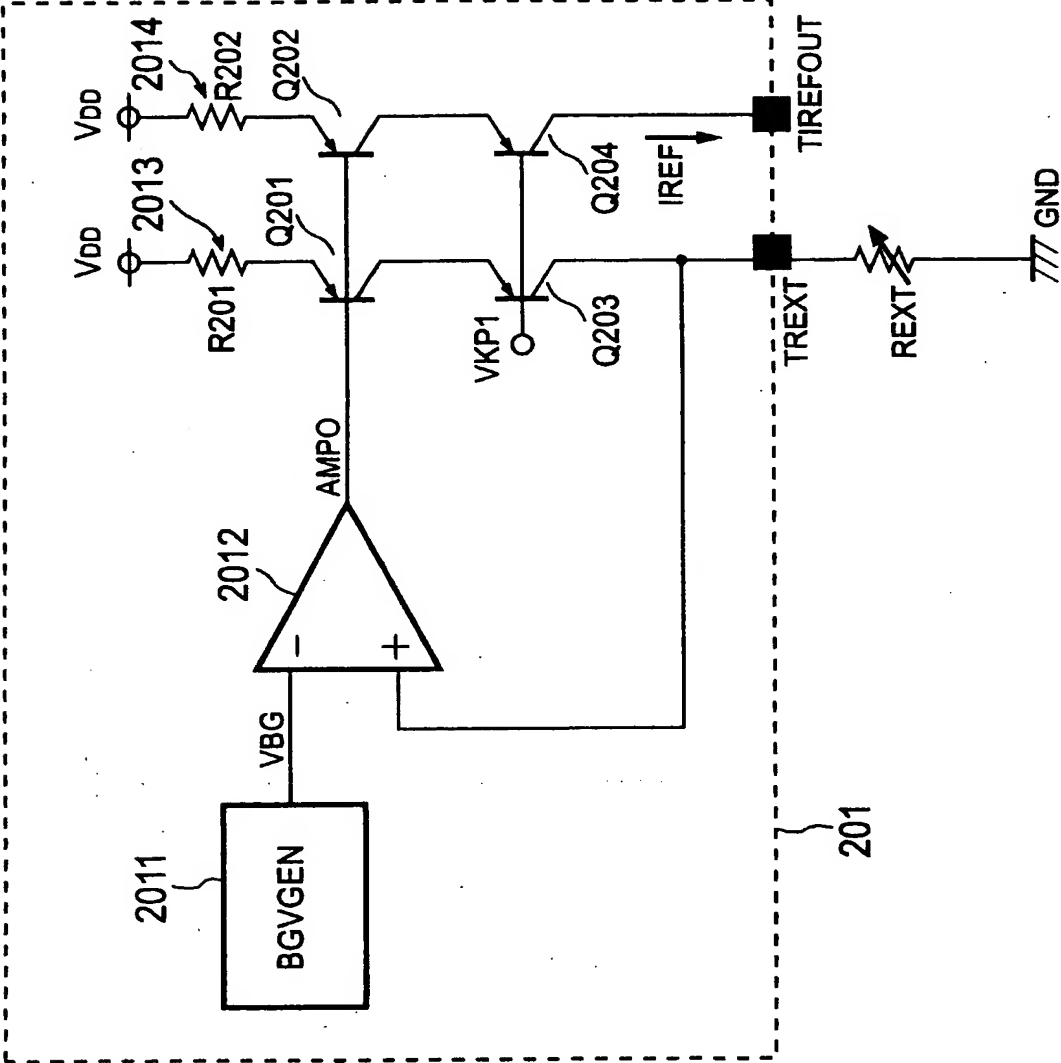 VDD
2013
R201
Q201
VDD
2014
R202
Q202
2011
BGVGEN
VBG
2012
−
+
AMPO
VKP1
Q203
Q204
IREF
TREXT
TIREFOUT
REXT
GND
201